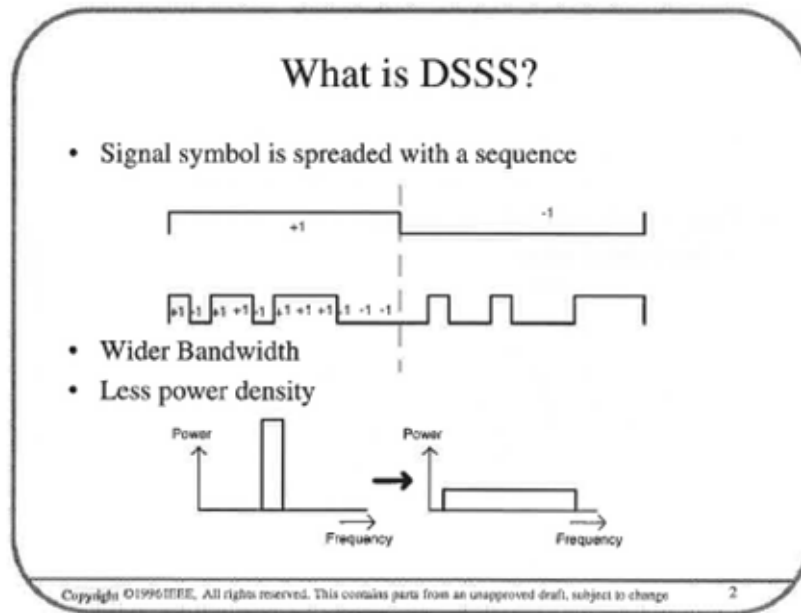 What is DSSS?
• Signal symbol is spreaded with a sequence
+1 -1
+1 -1 +1 +1 -1 +1 +1 +1 -1 -1 -1
• Wider Bandwidth
• Less power density
Power Power
Frequency Frequency
Copyright ©1996 IEEE, All rights reserved. This contains parts from an unapproved draft, subject to change 2